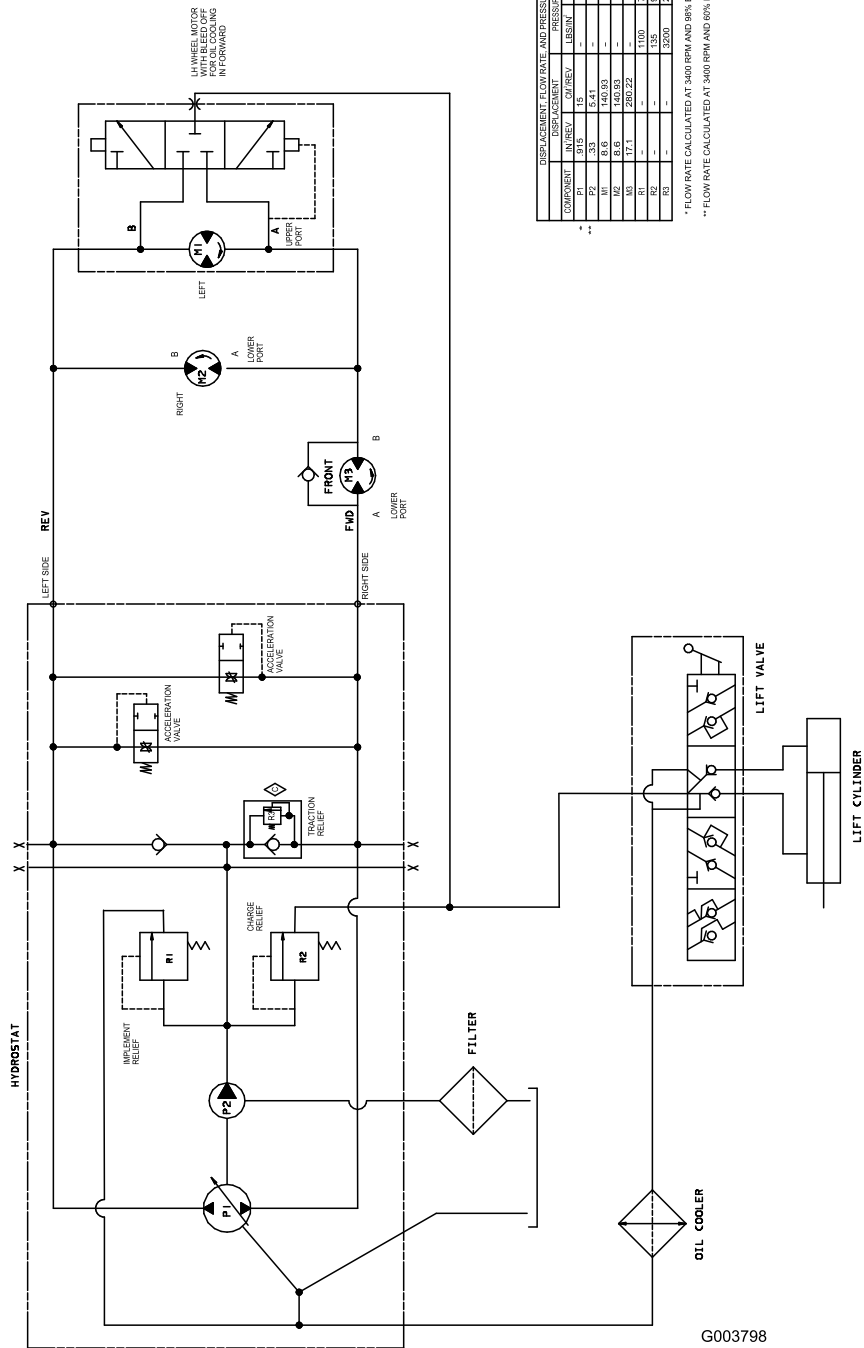 LH WHEEL MOTOR
WITH BLEED OFF
FOR OIL COOLING
IN FORWARD
B
A
UPPER
PORT
M1
LEFT
B
A
LOWER
PORT
M2
RIGHT
FRONT
M3
B
A
LOWER
PORT
REV
FWD
LEFT SIDE
RIGHT SIDE
ACCELERATION
VALVE
ACCELERATION
VALVE
C
R3
TRACTION
RELIEF
CHARGE
RELIEF
R1
R2
IMPLEMENT
RELIEF
HYDROSTAT
P2
P1
FILTER
OIL COOLER
LIFT VALVE
LIFT CYLINDER
DISPLACEMENT, FLOW RATE, AND PRESSU
DISPLACEMENT PRESSUR
COMPONENT IN³/REV CM³/REV LBS/IN²
* P1 .915 15 –
** P2 .33 5.41 –
M1 8.6 140.93 –
M2 8.6 140.93 –
M3 17.1 280.22 –
R1 – – 1100
R2 – – 135
R3 – – 3200
* FLOW RATE CALCULATED AT 3400 RPM AND 98%
** FLOW RATE CALCULATED AT 3400 RPM AND 60%
G003798